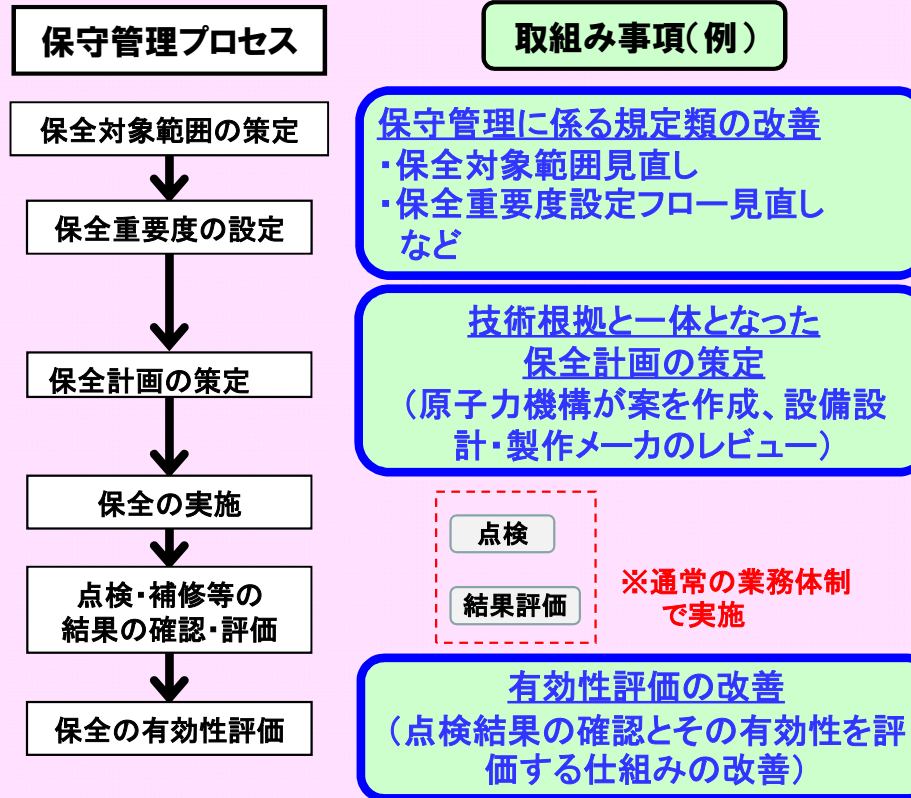 保守管理プロセス
取組み事項(例)
保全対象範囲の策定
保全重要度の設定
保全計画の策定
保全の実施
点検・補修等の
結果の確認・評価
保全の有効性評価
保守管理に係る規定類の改善
・保全対象範囲見直し
・保全重要度設定フロー見直し
など
技術根拠と一体となった
保全計画の策定
(原子力機構が案を作成、設備設
計・製作メーカのレビュー)
点検
結果評価
※通常の業務体制
で実施
有効性評価の改善
(点検結果の確認とその有効性を評
価する仕組みの改善)